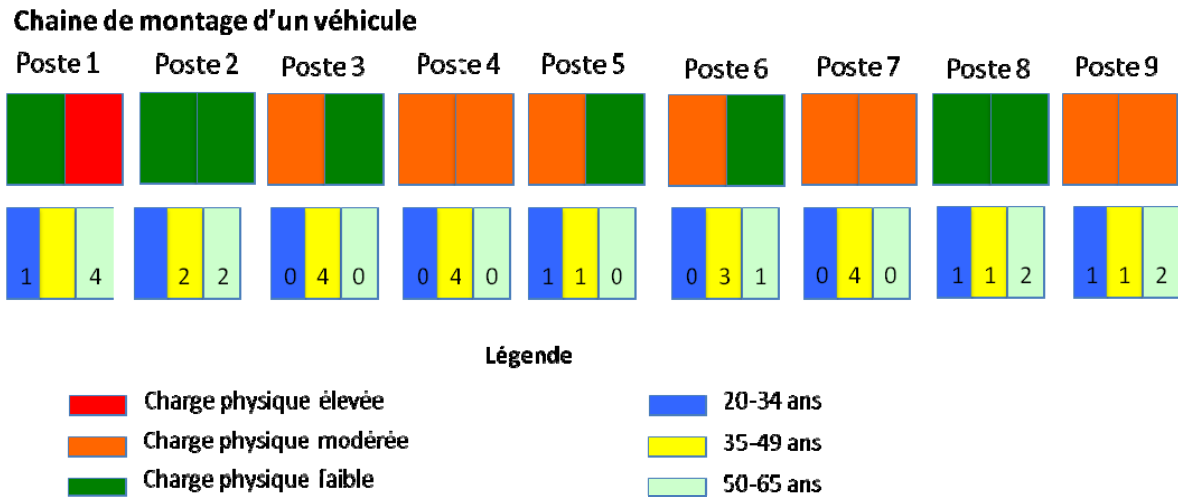 Chaine de montage d'un véhicule
Poste 1 Poste 2 Poste 3 Poste 4 Poste 5 Poste 6 Poste 7 Poste 8 Poste 9
1 4 2 2 0 4 0 0 4 0 1 1 0 0 3 1 0 4 0 1 1 2 1 1 2
Légende
Charge physique élevée 20-34 ans
Charge physique modérée 35-49 ans
Charge physique faible 50-65 ans